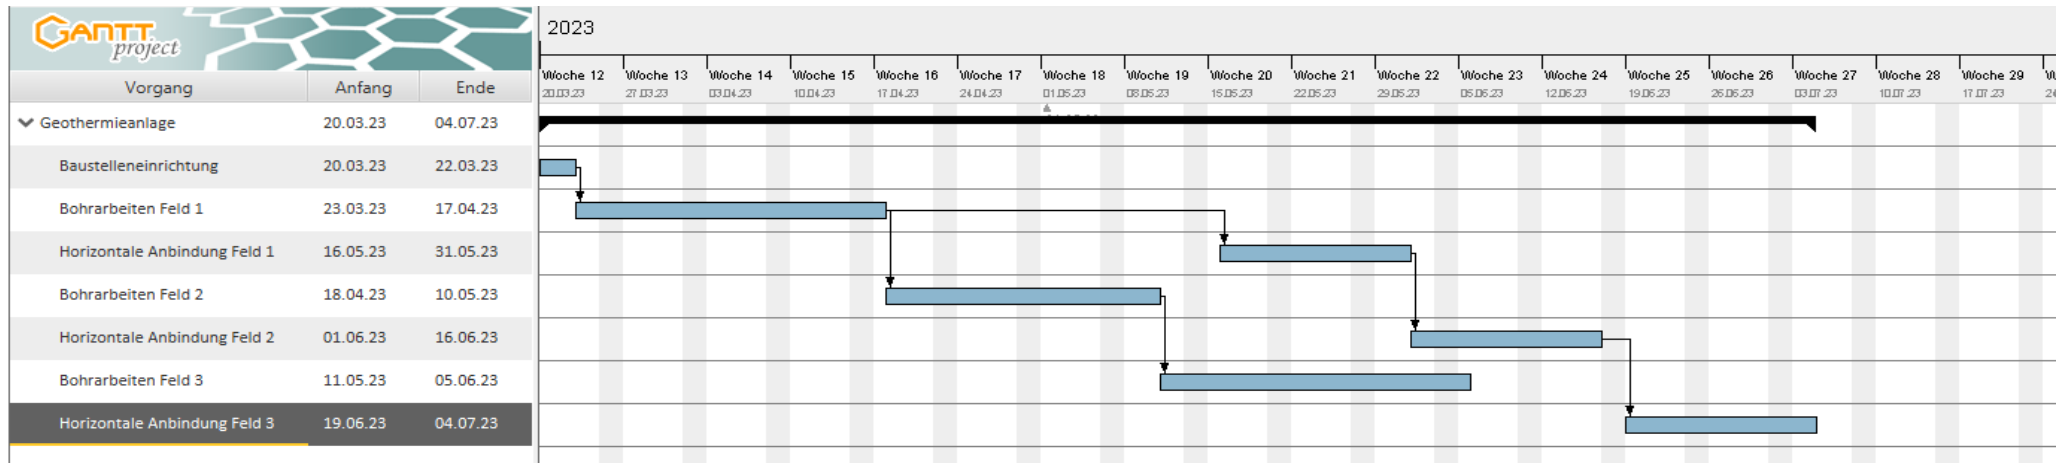 GANTT
project
2023
Woche 12 Woche 13 Woche 14 Woche 15 Woche 16 Woche 17 Woche 18 Woche 19 Woche 20 Woche 21 Woche 22 Woche 23 Woche 24 Woche 25 Woche 26 Woche 27 Woche 28 Woche 29
20.03.23 27.03.23 03.04.23 10.04.23 17.04.23 24.04.23 01.05.23 08.05.23 15.05.23 22.05.23 29.05.23 05.06.23 12.06.23 19.06.23 26.06.23 03.07.23 10.07.23 17.07.23 24
Vorgang Anfang Ende
Geothermieanlage 20.03.23 04.07.23
Baustelleneinrichtung 20.03.23 22.03.23
Bohrarbeiten Feld 1 23.03.23 17.04.23
Horizontale Anbindung Feld 1 16.05.23 31.05.23
Bohrarbeiten Feld 2 18.04.23 10.05.23
Horizontale Anbindung Feld 2 01.06.23 16.06.23
Bohrarbeiten Feld 3 11.05.23 05.06.23
Horizontale Anbindung Feld 3 19.06.23 04.07.23